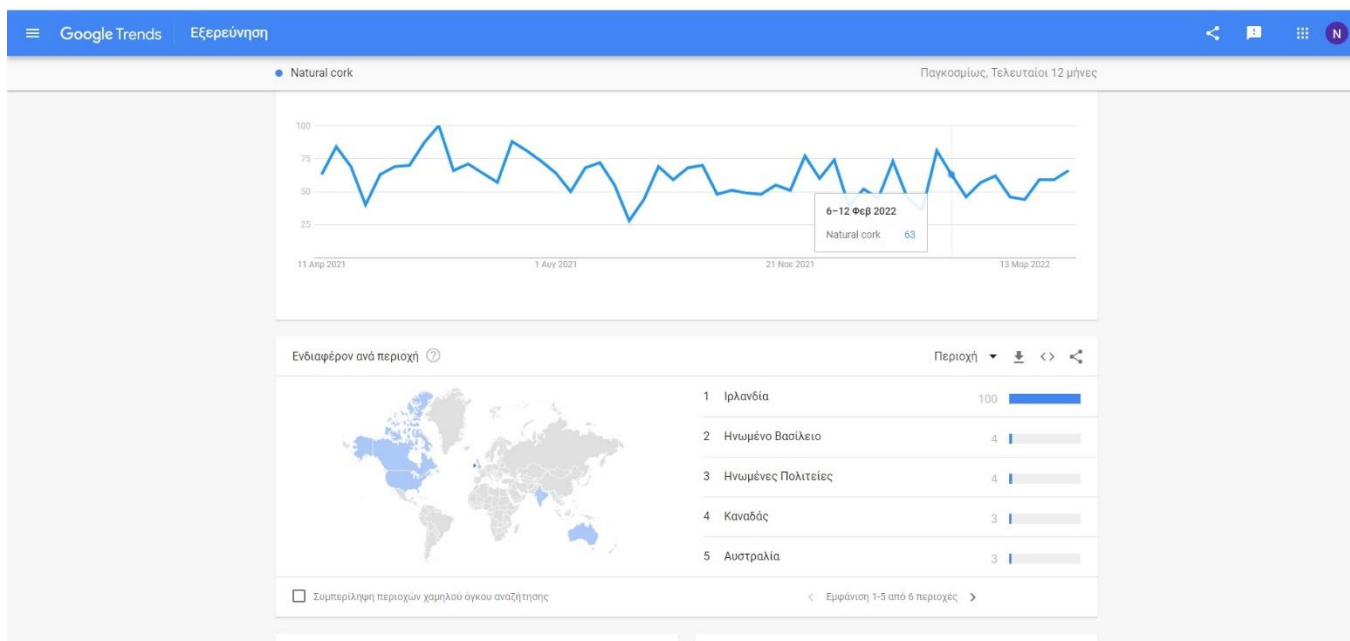 Google Trends Εξερεύνηση N
Natural cork Παγκοσμίως, Τελευταίοι 12 μήνες
100
75
50
25
6–12 Φεβ 2022
Natural cork 63
11 Απρ 2021 1 Αυγ 2021 21 Νοε 2021 13 Μαρ 2022
Ενδιαφέρον ανά περιοχή ? Περιοχή
1 Ιρλανδία 100
2 Ηνωμένο Βασίλειο 4
3 Ηνωμένες Πολιτείες 4
4 Καναδάς 3
5 Αυστραλία 3
Συμπερίληψη περιοχών χαμηλού όγκου αναζήτησης Εμφάνιση 1-5 από 6 περιοχές